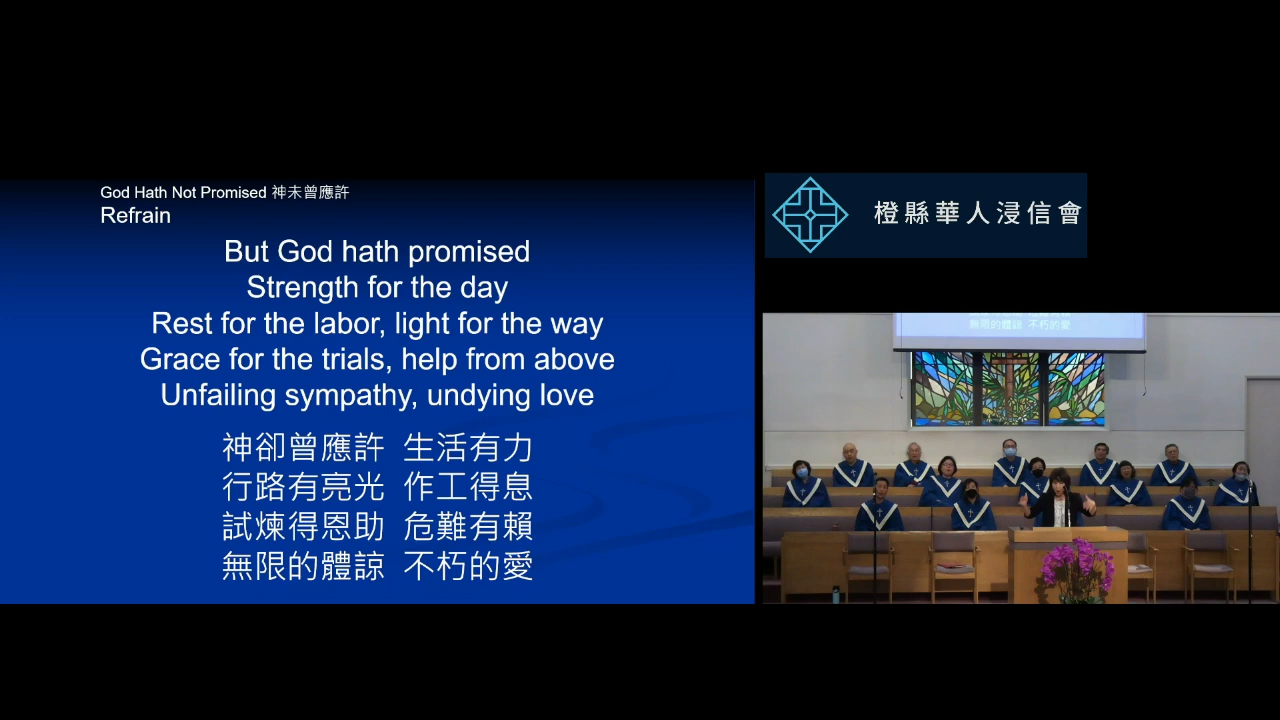 God Hath Not Promised 神未曾應許
Refrain
But God hath promised
Strength for the day
Rest for the labor, light for the way
Grace for the trials, help from above
Unfailing sympathy, undying love
神卻曾應許 生活有力
行路有亮光 作工得息
試煉得恩助 危難有賴
無限的體諒 不朽的愛
橙縣華人浸信會
無限的體諒 不朽的愛